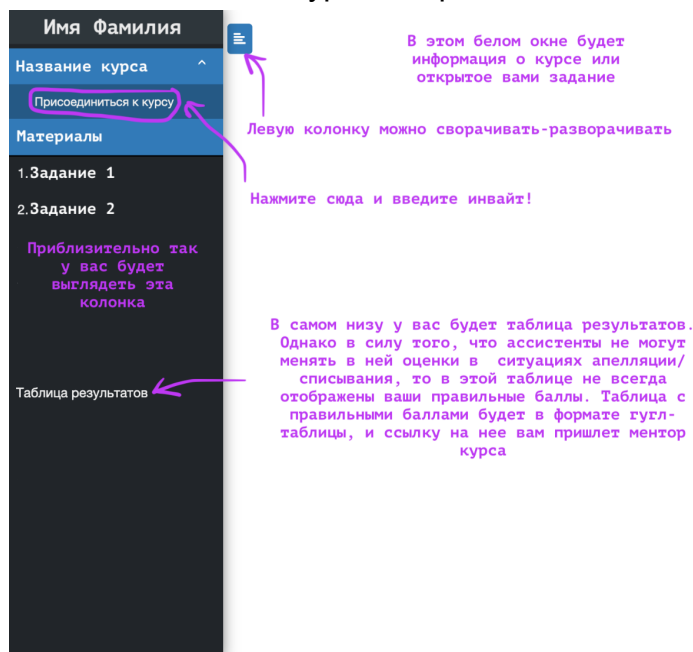 Имя Фамилия
Название курса
Присоединиться к курсу
Материалы
1.Задание 1
2.Задание 2
Приблизительно так
у вас будет
выглядеть эта
колонка
Таблица результатов
В этом белом окне будет
информация о курсе или
открытое вами задание
Левую колонку можно сворачивать-разворачивать
Нажмите сюда и введите инвайт!
В самом низу у вас будет таблица результатов.
Однако в силу того, что ассистенты не могут
менять в ней оценки в ситуациях апелляции/
списывания, то в этой таблице не всегда
отображены ваши правильные баллы. Таблица с
правильными баллами будет в формате гугл-
таблицы, и ссылку на нее вам пришлет ментор
курса